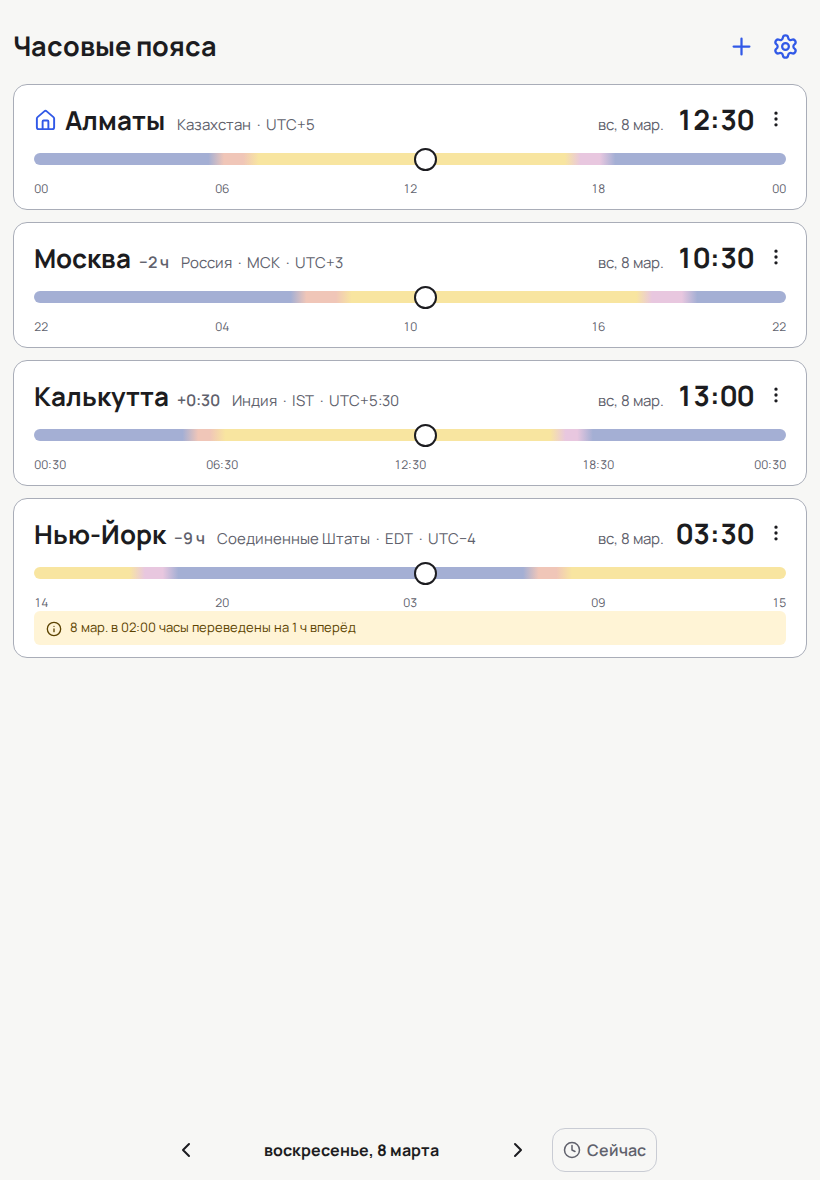 Часовые пояса
Алматы Казахстан · UTC+5 вс, 8 мар. 12:30
00 06 12 18 00
Москва −2 ч Россия · МСК · UTC+3 вс, 8 мар. 10:30
22 04 10 16 22
Калькутта +0:30 Индия · IST · UTC+5:30 вс, 8 мар. 13:00
00:30 06:30 12:30 18:30 00:30
Нью-Йорк −9 ч Соединенные Штаты · EDT · UTC−4 вс, 8 мар. 03:30
14 20 03 09 15
8 мар. в 02:00 часы переведены на 1 ч вперёд
воскресенье, 8 марта Сейчас